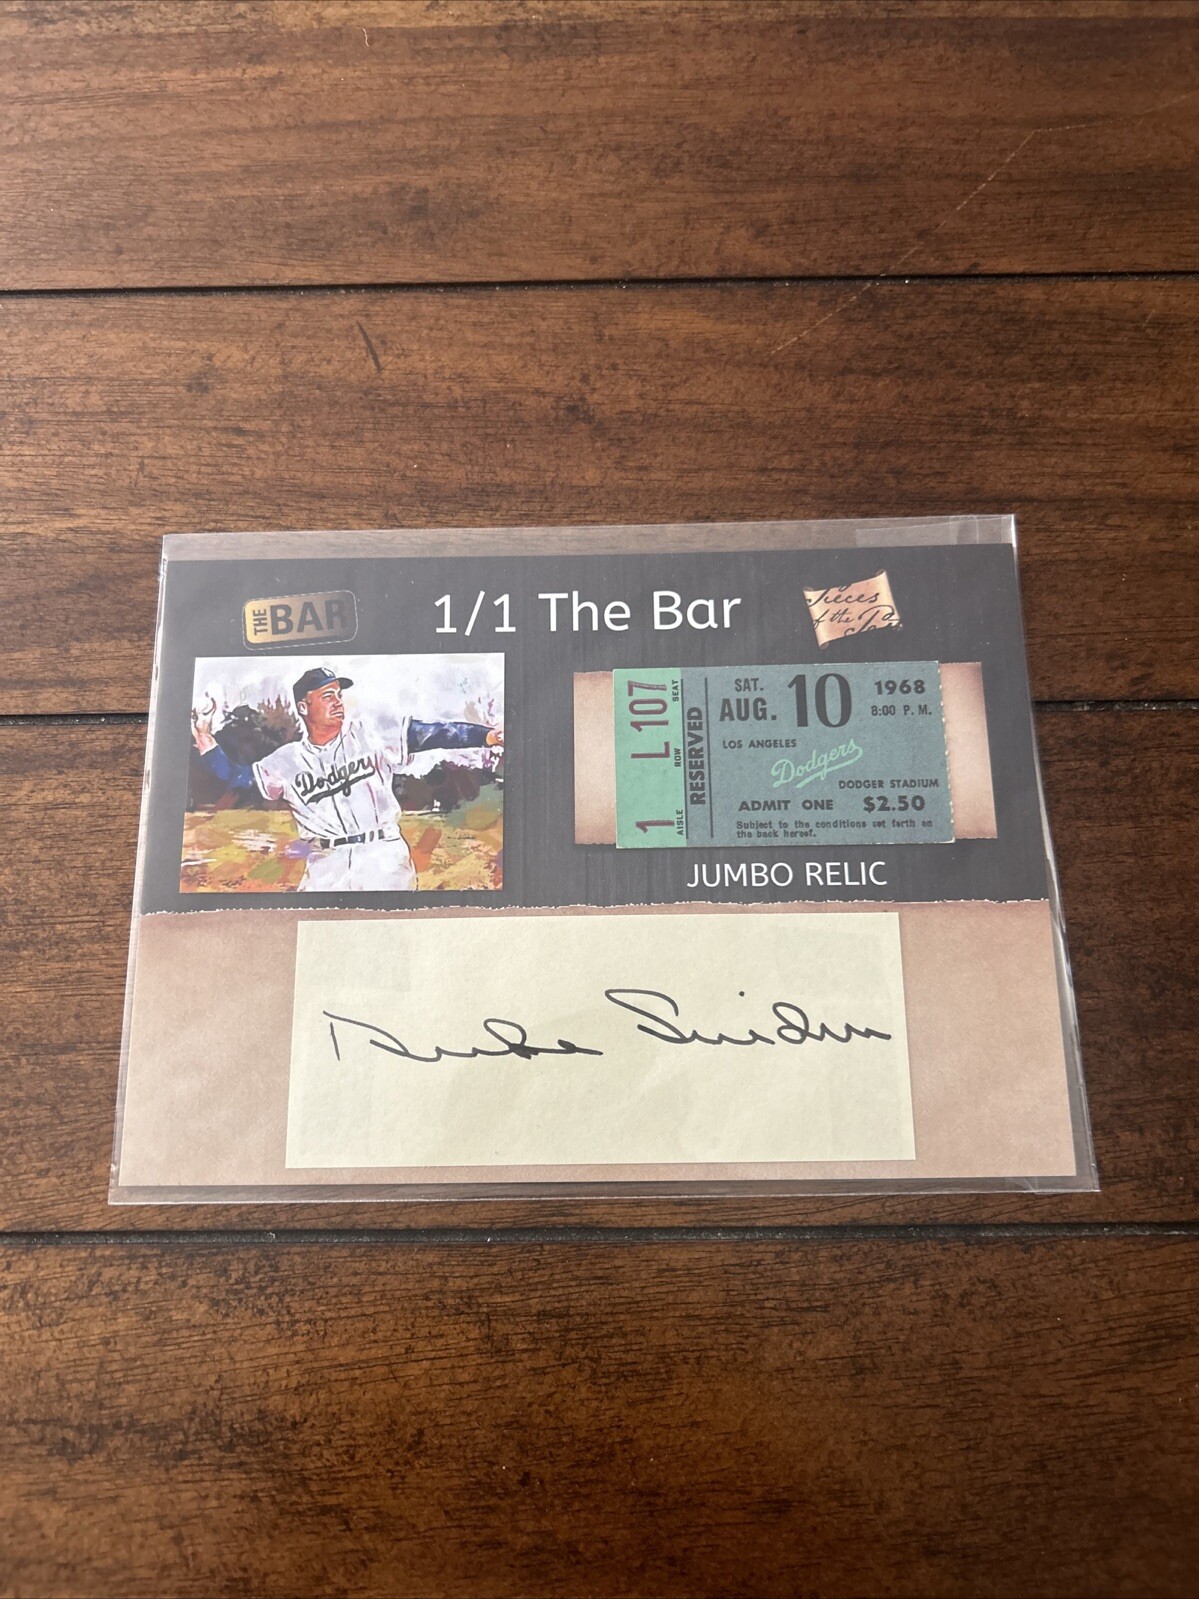 THE BAR
1/1 The Bar
Pieces
of the Pa
Dodgers
1 L 107
AISLE ROW SEAT
RESERVED
SAT.
AUG. 10 1968
8:00 P. M.
LOS ANGELES
Dodgers
DODGER STADIUM
ADMIT ONE $2.50
Subject to the conditions set forth on
the back hereof.
JUMBO RELIC
Duke Snider